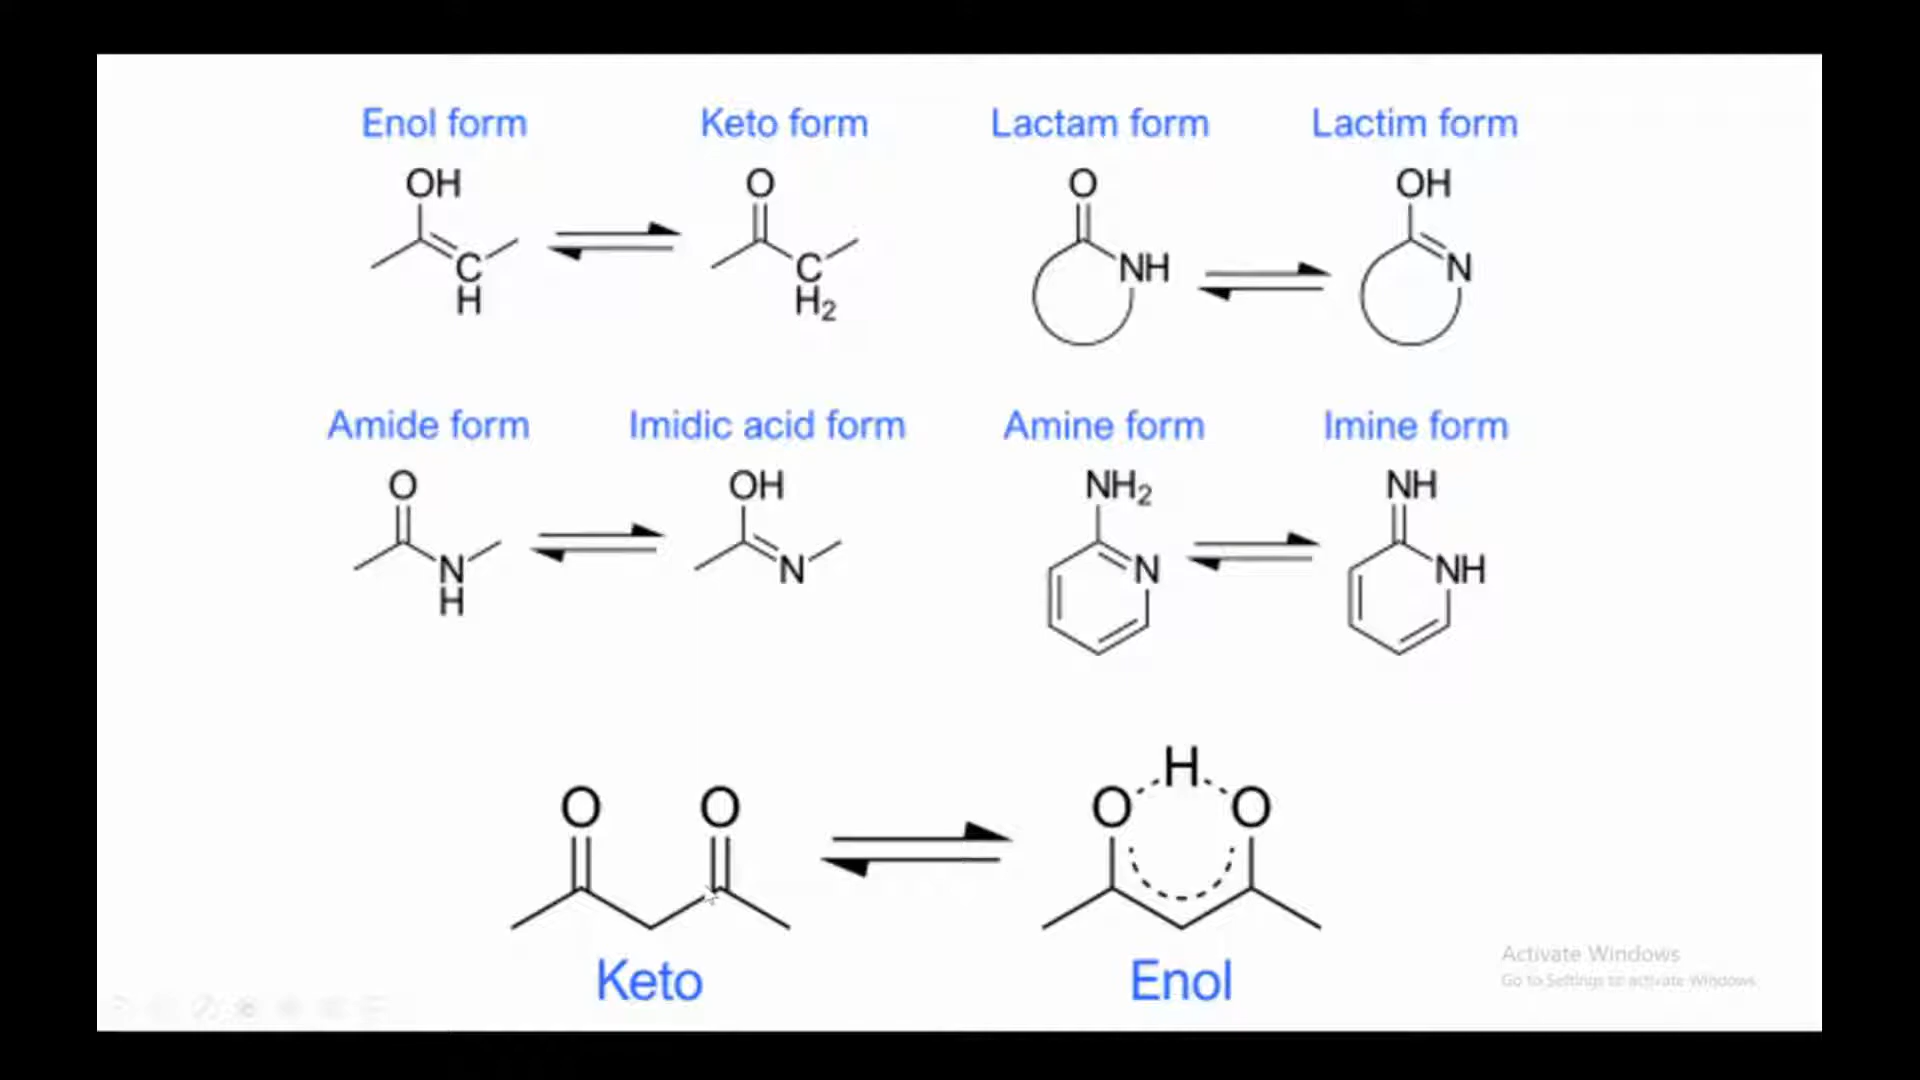 Enol form
Keto form
Lactam form
Lactim form
OH
O
O
OH
C
H
C
H2
NH
N
Amide form
Imidic acid form
Amine form
Imine form
O
OH
NH2
NH
N
H
N
N
NH
H
O
O
O
O
Keto
Enol
Activate Windows
Go to Settings to activate Windows.